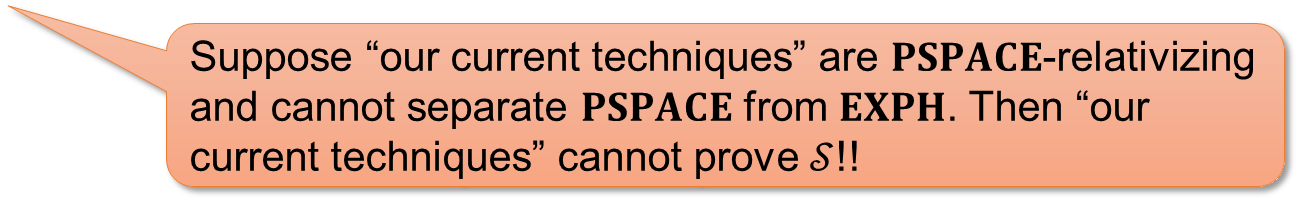 Suppose “our current techniques” are PSPACE-relativizing
and cannot separate PSPACE from EXPH. Then “our
current techniques” cannot prove 𝒮!!